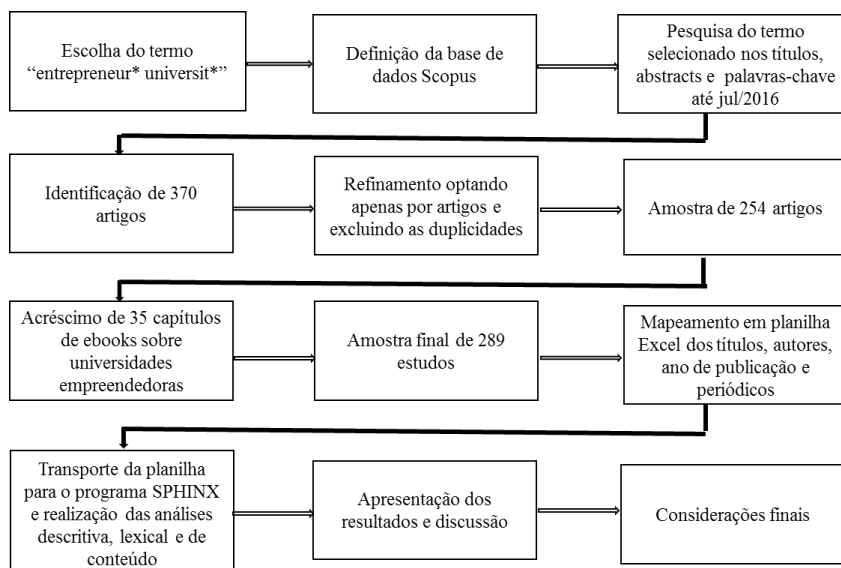 Escolha do termo
“entrepreneur* universit*”
Definição da base de
dados Scopus
Pesquisa do termo
selecionado nos títulos,
abstracts e palavras-chave
até jul/2016
Identificação de 370
artigos
Refinamento optando
apenas por artigos e
excluindo as duplicidades
Amostra de 254 artigos
Acréscimo de 35 capítulos
de ebooks sobre
universidades
empreendedoras
Amostra final de 289
estudos
Mapeamento em planilha
Excel dos títulos, autores,
ano de publicação e
periódicos
Transporte da planilha
para o programa SPHINX
e realização das análises
descritiva, lexical e de
conteúdo
Apresentação dos
resultados e discussão
Considerações finais